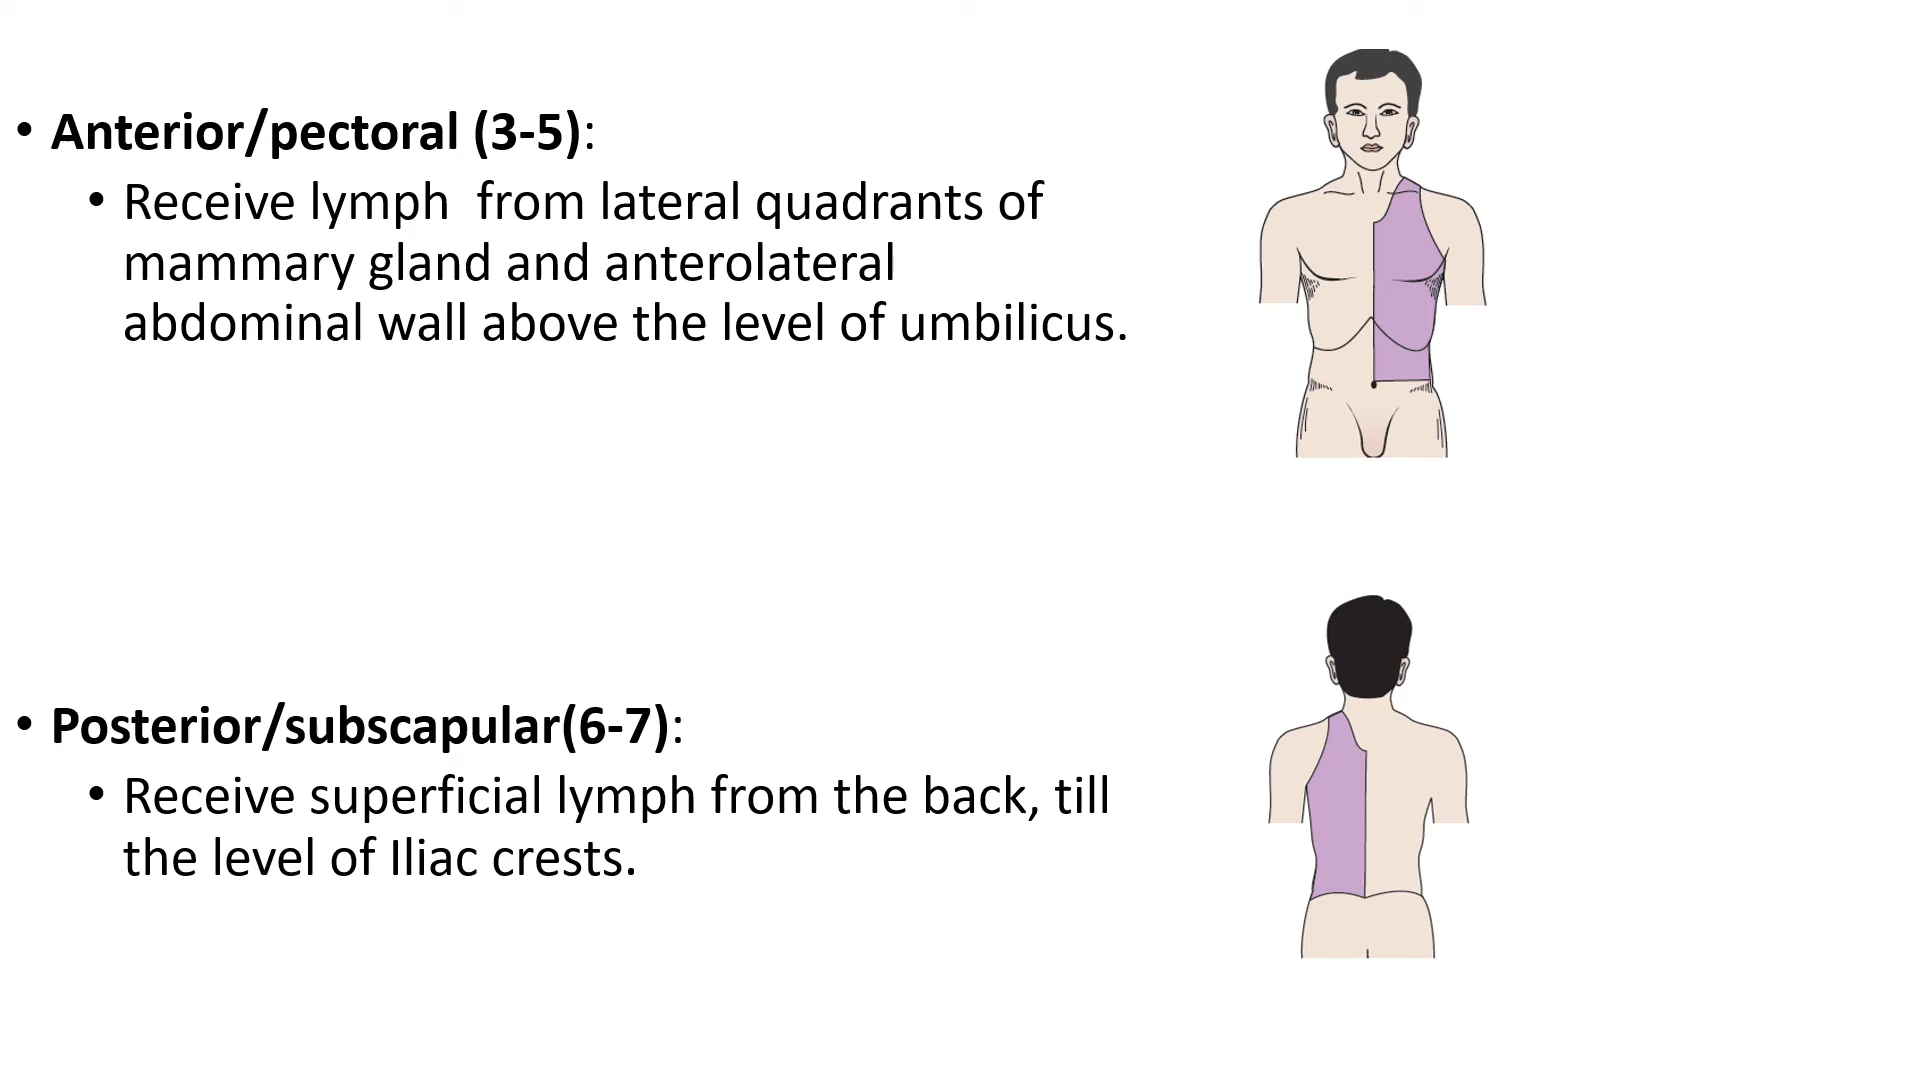 • Anterior/pectoral (3-5):
• Receive lymph  from lateral quadrants of
mammary gland and anterolateral
abdominal wall above the level of umbilicus.
• Posterior/subscapular(6-7):
• Receive superficial lymph from the back, till
the level of Iliac crests.